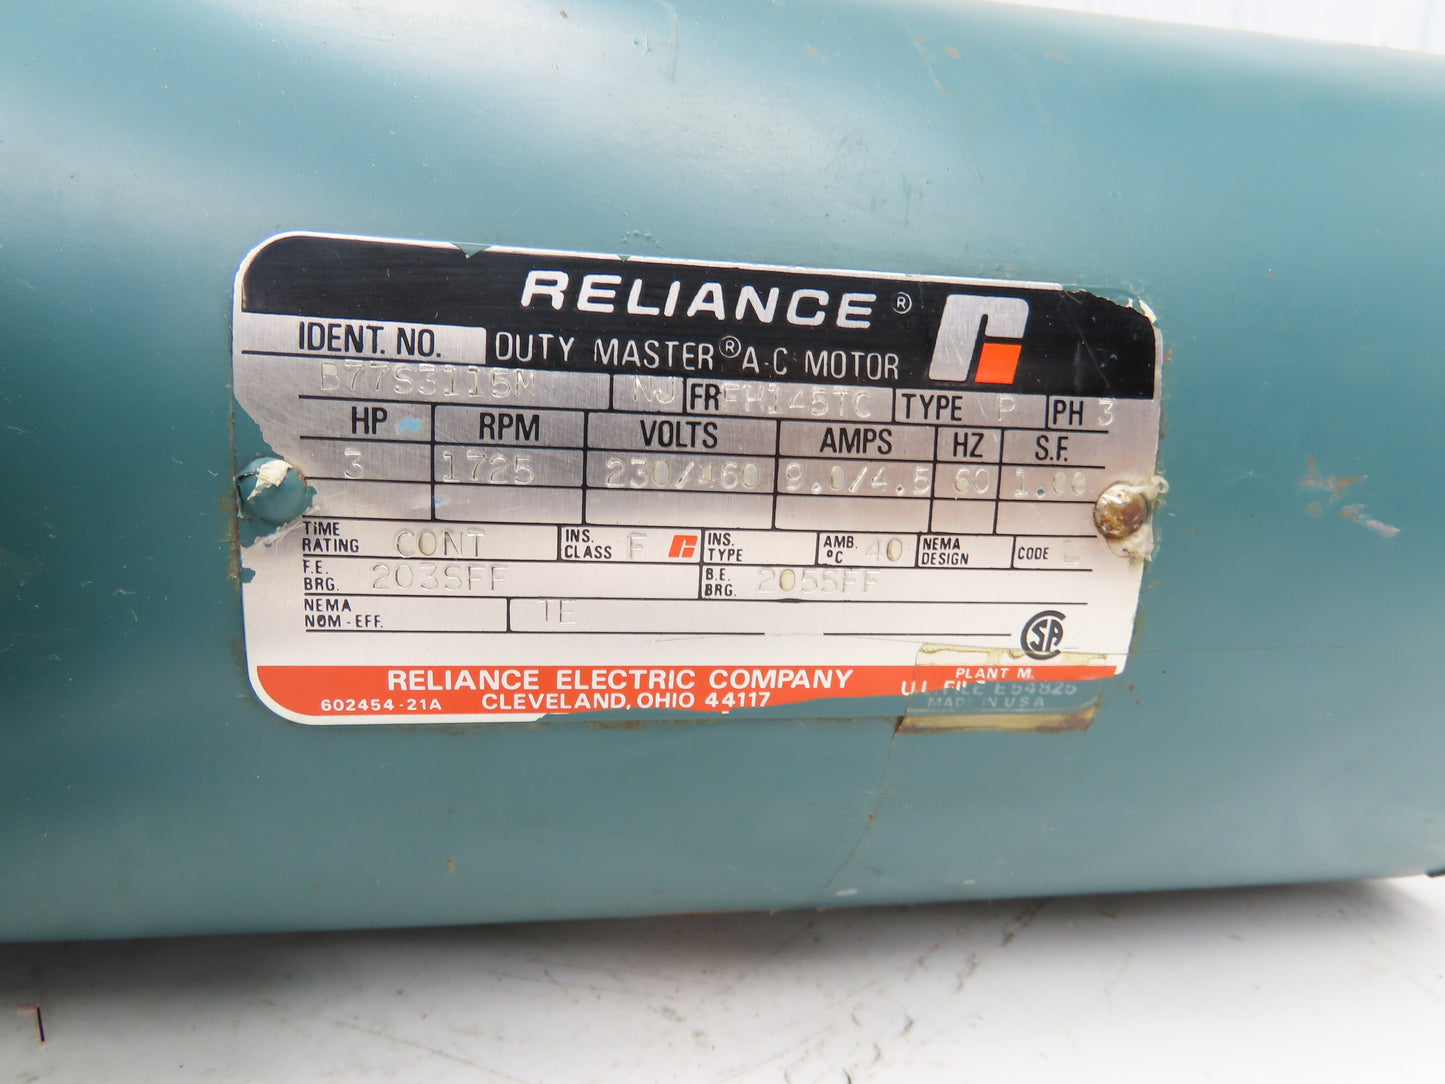 RELIANCE ®
IDENT. NO. DUTY MASTER ® A-C MOTOR
B77S3115M NJ FR FH145TC TYPE P PH 3
HP RPM VOLTS AMPS HZ S.F.
3 1725 230/460 9.0/4.5 60 1.00
TIME RATING CONT INS. CLASS F INS. TYPE AMB. °C 40 NEMA DESIGN CODE L
F.E. BRG. 203SFF B.E. BRG. 205SFF
NEMA NOM-EFF. TE
SA
RELIANCE ELECTRIC COMPANY PLANT M.
602454-21A CLEVELAND, OHIO 44117 U.L. FILE E54825
MADE IN U.S.A.